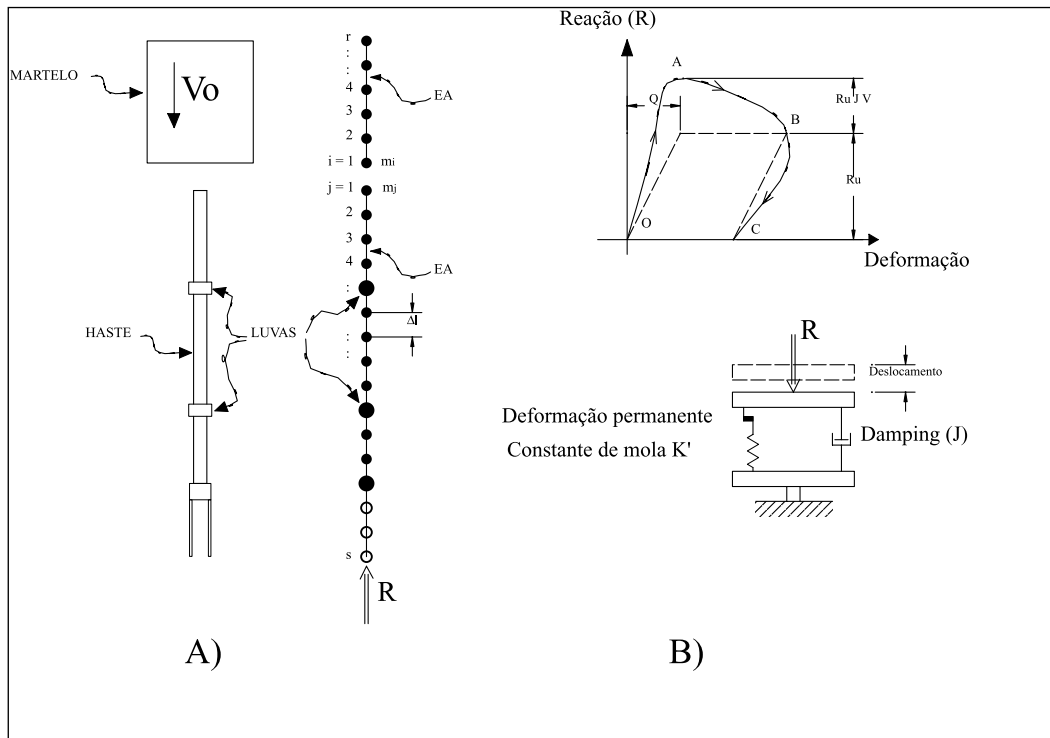 MARTELO
Vo
HASTE
LUVAS
r
:
:
4
3
2
i = 1
mi
j = 1
mj
2
3
4
:
:
:
s
EA
EA
Δl
R
A)
Reação (R)
A
Q
Ru J V
B
Ru
O
C
Deformação
R
Deslocamento
Deformação permanente
Constante de mola K'
Damping (J)
B)